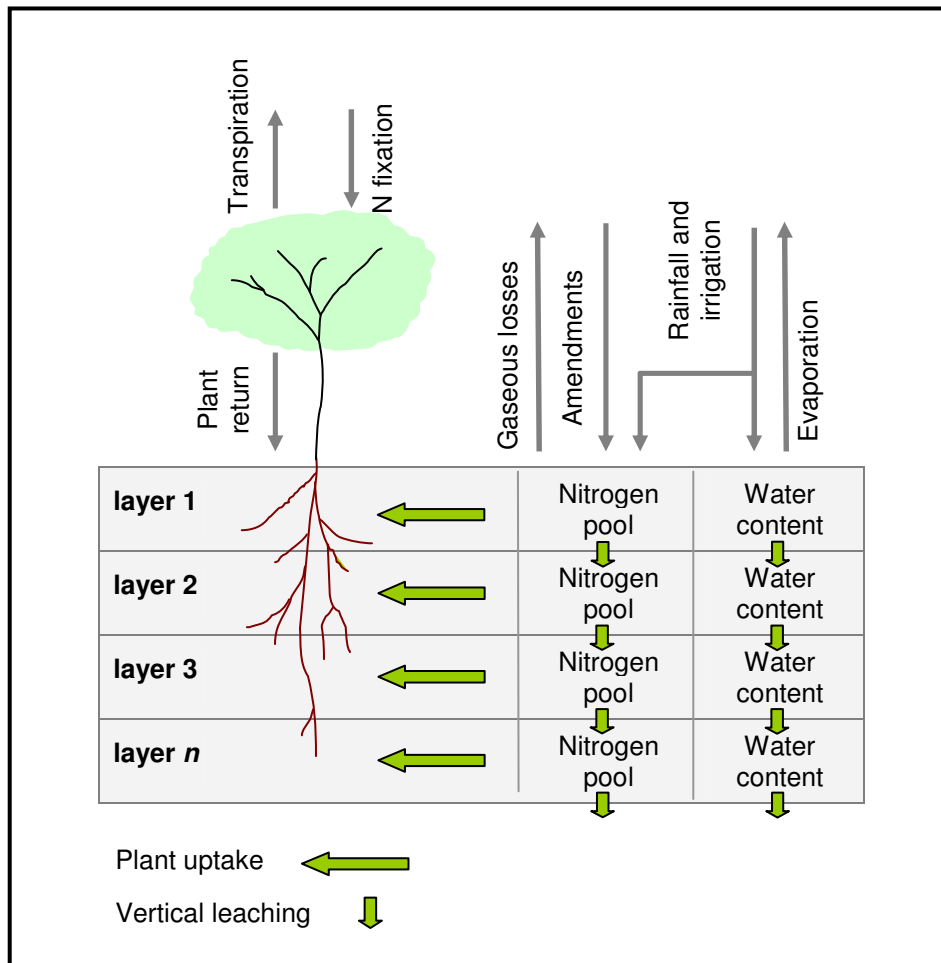 Transpiration
N fixation
Plant
return
Gaseous losses
Amendments
Rainfall and
irrigation
Evaporation
layer 1
Nitrogen
pool
Water
content
layer 2
Nitrogen
pool
Water
content
layer 3
Nitrogen
pool
Water
content
layer n
Nitrogen
pool
Water
content
Plant uptake
Vertical leaching